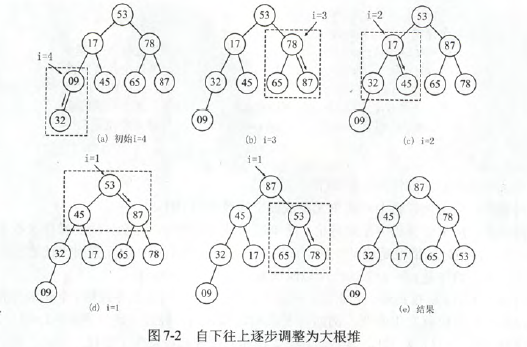 53
17 78
i=4
09 45 65 87
32
(a) 初始i=4
53
i=3
17 78
32 45 65 87
09
(b) i=3
i=2
53
17 87
32 45 65 78
09
(c) i=2
i=1
53
45 87
32 17 65 78
09
(d) i=1
i=1
87
45 53
32 17 65 78
09
87
45 78
32 17 65 53
09
(e) 结果
图7-2 自下往上逐步调整为大根堆